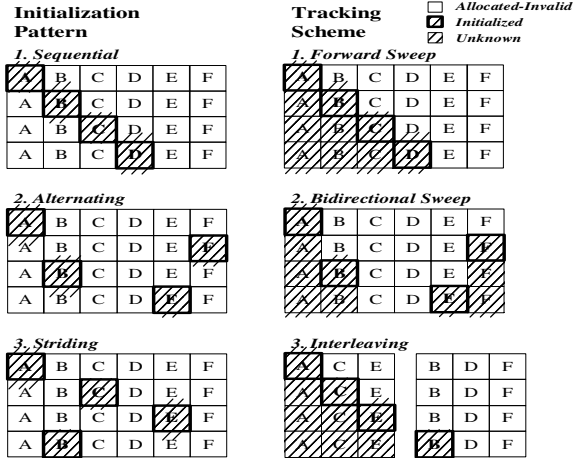 Initialization
Pattern
Tracking
Scheme
Allocated-Invalid
Initialized
Unknown
1. Sequential
A B C D E F
A B C D E F
A B C D E F
A B C D E F
1. Forward Sweep
A B C D E F
A B C D E F
A B C D E F
A B C D E F
2. Alternating
A B C D E F
A B C D E F
A B C D E F
A B C D E F
2. Bidirectional Sweep
A B C D E F
A B C D E F
A B C D E F
A B C D E F
3. Striding
A B C D E F
A B C D E F
A B C D E F
A B C D E F
3. Interleaving
A C E B D F
A C E B D F
A C E B D F
A C E B D F